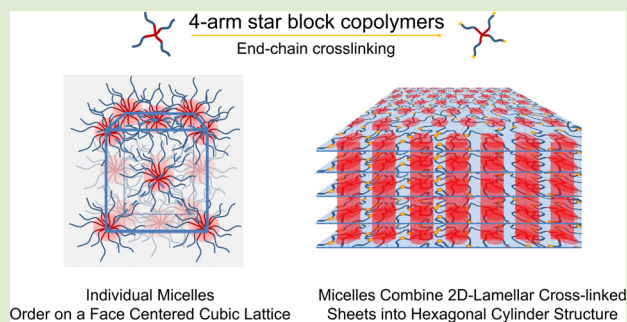 4-arm star block copolymers
End-chain crosslinking
Individual Micelles
Order on a Face Centered Cubic Lattice
Micelles Combine 2D-Lamellar Cross-linked
Sheets into Hexagonal Cylinder Structure